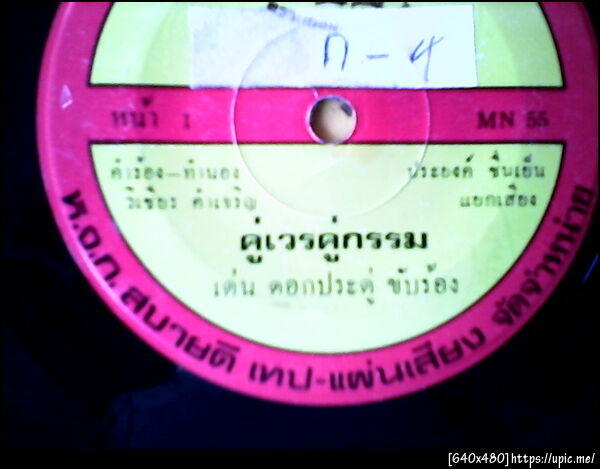 ก - 4
หน้า 1
MN 55
คำร้อง-ทำนอง
วิเชียร คำเจริญ
ประยงค์ ชื่นเย็น
แยกเสียง
คู่เวรคู่กรรม
เด่น ดอกประดู่ ขับร้อง
ห.จ.ก. สบายดี เทป-แผ่นเสียง จัดจำหน่าย
[640x480]https://upic.me/